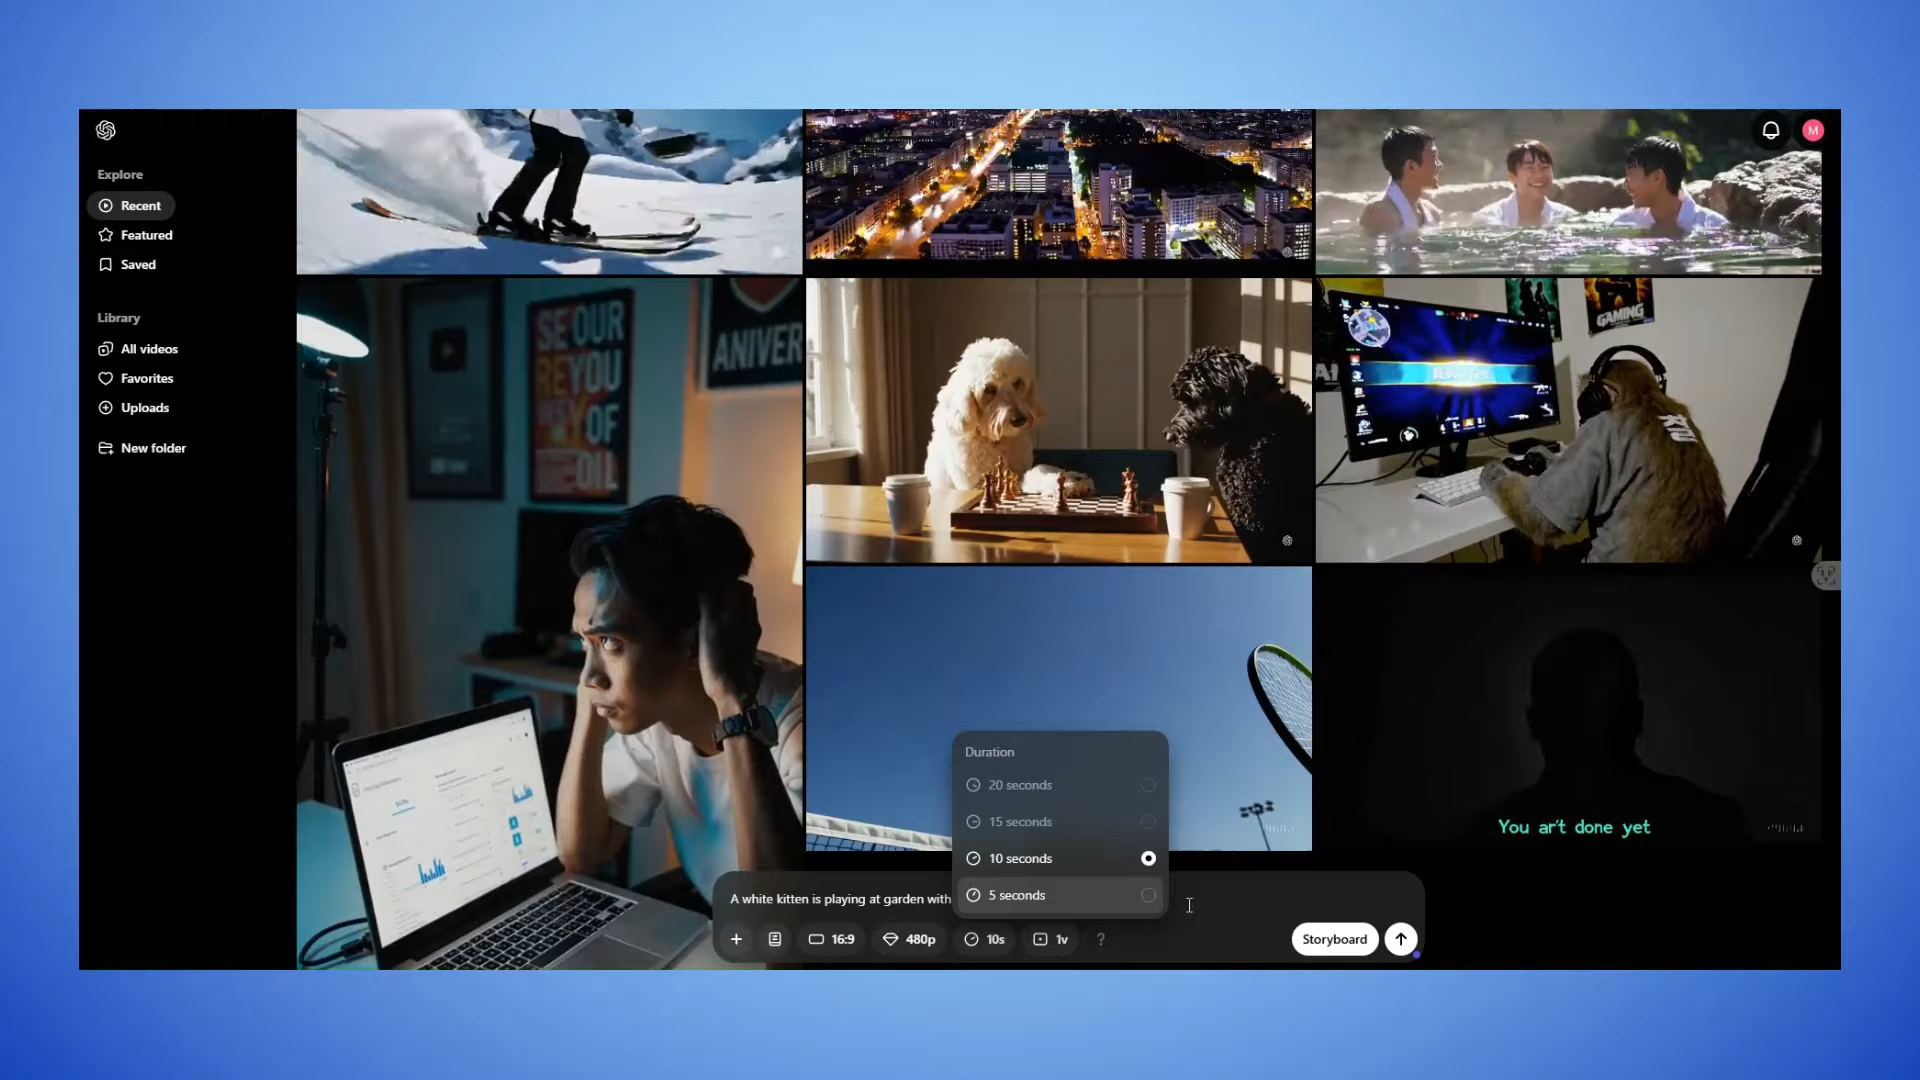 M
Explore
Recent
Featured
Saved
Library
All videos
Favorites
Uploads
New folder
SE OUR
REYOU
OF
OIL
ANIVER
GAMING
You ar't done yet
Duration
20 seconds
15 seconds
10 seconds
5 seconds
A white kitten is playing at garden with
16:9
480p
10s
1v
?
Storyboard